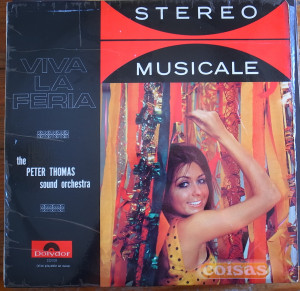 STEREO
MUSICALE
VIVA
LA
FERIA
the
PETER THOMAS
sound orchestra
Polydor
coisas